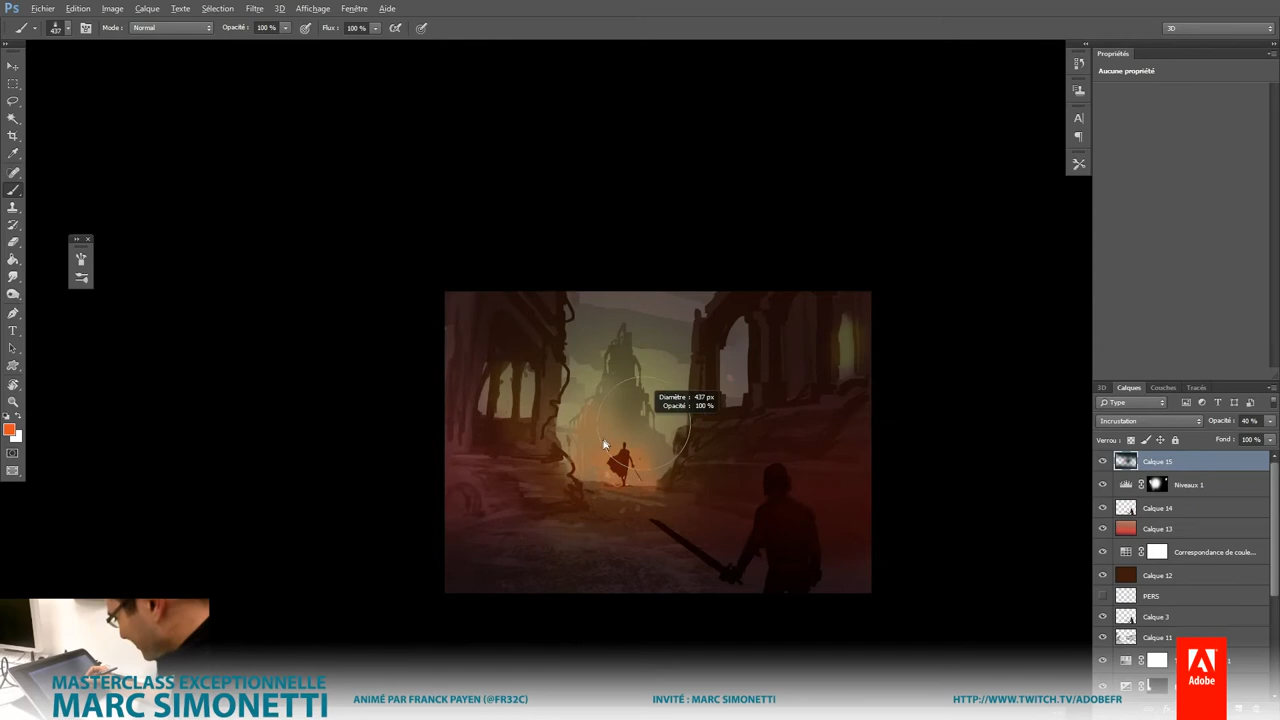 Ps Fichier Edition Image Calque Texte Sélection Filtre 3D Affichage Fenêtre Aide
437 Mode : Normal Opacité : 100 % Flux : 100 % 3D
Propriétés
Aucune propriété
3D Calques Couches Tracés
Type
Incrustation Opacité : 40 %
Verrou : Fond : 100 %
Calque 15
Niveaux 1
Calque 14
Calque 13
Correspondance de coule...
Calque 12
PERS
Calque 3
Calque 11
Diamètre : 437 px
Opacité : 100 %
MASTERCLASS EXCEPTIONNELLE
MARC SIMONETTI
ANIMÉ PAR FRANCK PAYEN (@FR32C)
INVITÉ : MARC SIMONETTI
HTTP://WWW.TWITCH.TV/ADOBEFR
Adobe